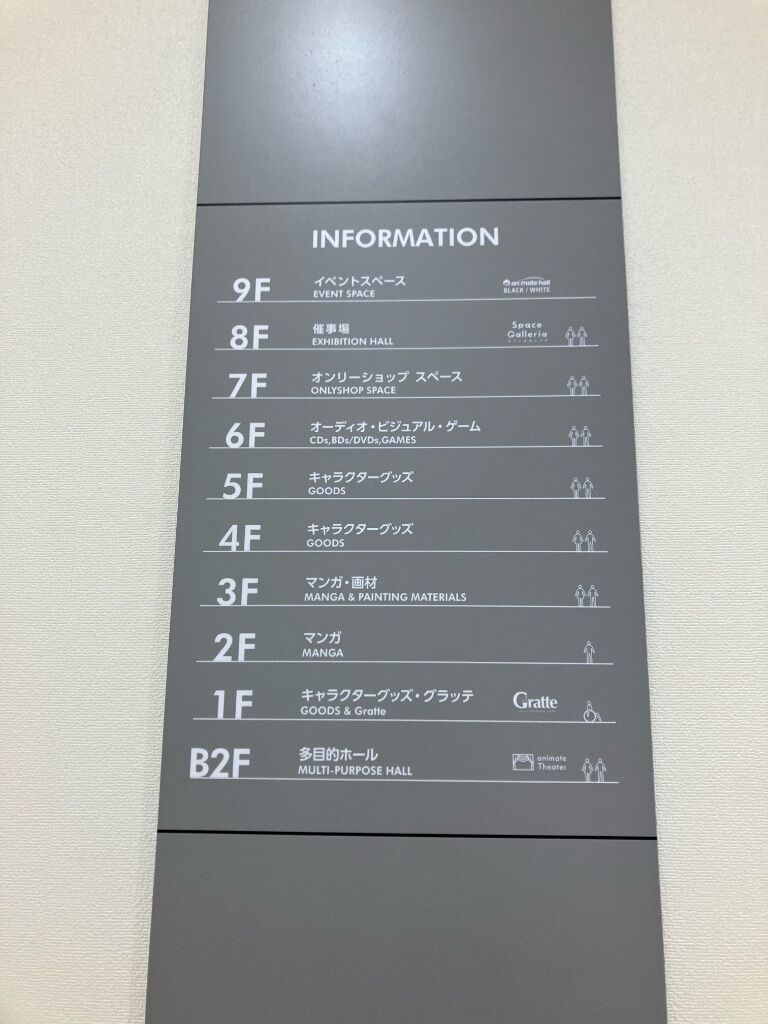 INFORMATION
9F
イベントスペース
EVENT SPACE
animate hall
BLACK / WHITE
8F
催事場
EXHIBITION HALL
Space
Galleria
7F
オンリーショップ スペース
ONLYSHOP SPACE
6F
オーディオ・ビジュアル・ゲーム
CDs,BDs/DVDs,GAMES
5F
キャラクターグッズ
GOODS
4F
キャラクターグッズ
GOODS
3F
マンガ・画材
MANGA & PAINTING MATERIALS
2F
マンガ
MANGA
1F
キャラクターグッズ・グラッテ
GOODS & Gratte
Gratte
B2F
多目的ホール
MULTI-PURPOSE HALL
animate
Theater